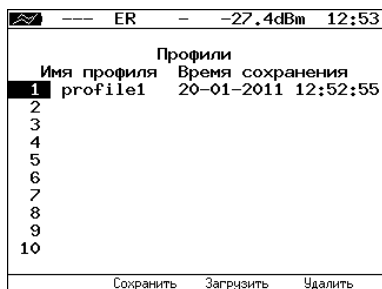 --- ER - -27.4dBm 12:53
Профили
Имя профиля Время сохранения
1 profile1 20-01-2011 12:52:55
2
3
4
5
6
7
8
9
10
Сохранить Загрузить Удалить